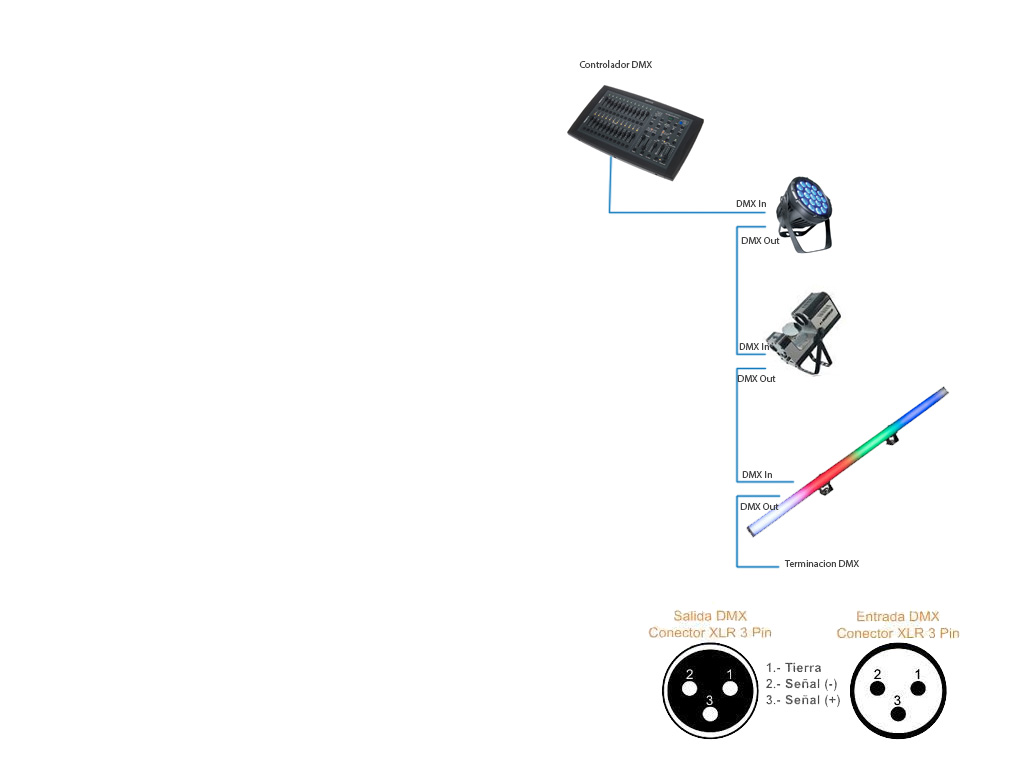 Controlador DMX
DMX In
DMX Out
DMX In
DMX Out
DMX In
DMX Out
Terminacion DMX
Salida DMX
Conector XLR 3 Pin
Entrada DMX
Conector XLR 3 Pin
1.- Tierra
2.- Señal (-)
3.- Señal (+)
2 1
3
2 1
3